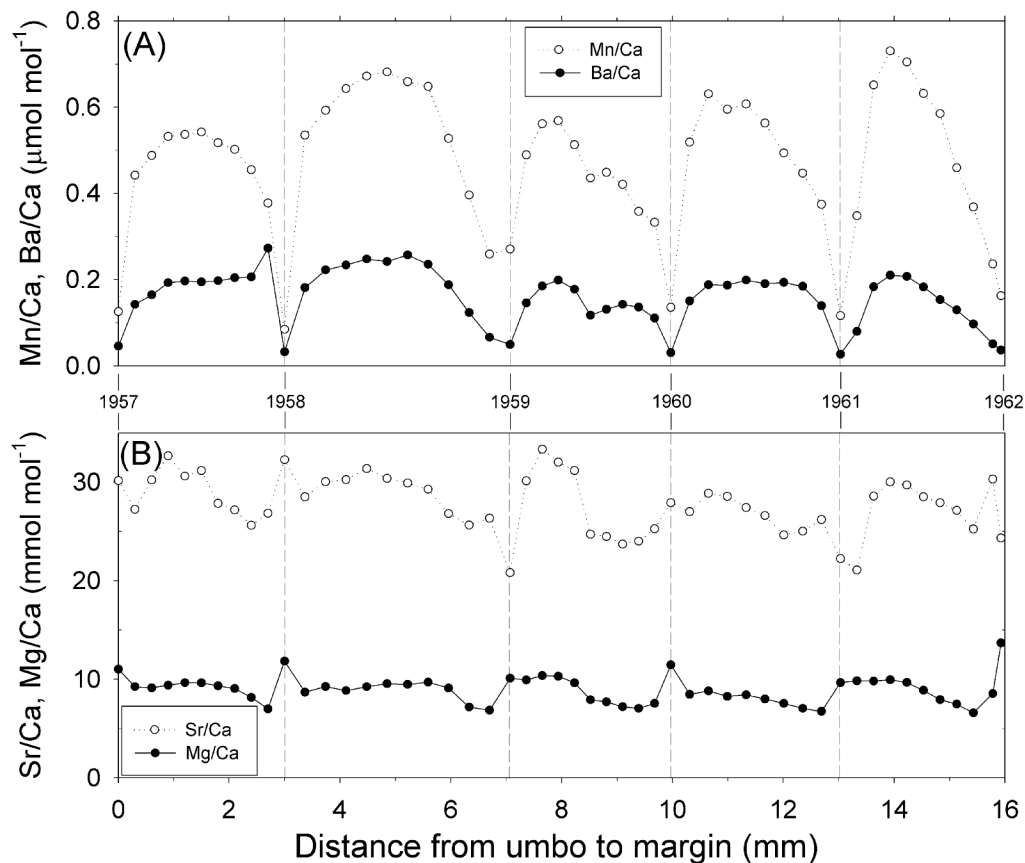 (A)
Mn/Ca
Ba/Ca
Mn/Ca, Ba/Ca (μmol mol⁻¹)
0.8
0.6
0.4
0.2
0.0
1957 1958 1959 1960 1961 1962
(B)
Sr/Ca, Mg/Ca (mmol mol⁻¹)
30
20
10
0
Sr/Ca
Mg/Ca
0 2 4 6 8 10 12 14 16
Distance from umbo to margin (mm)